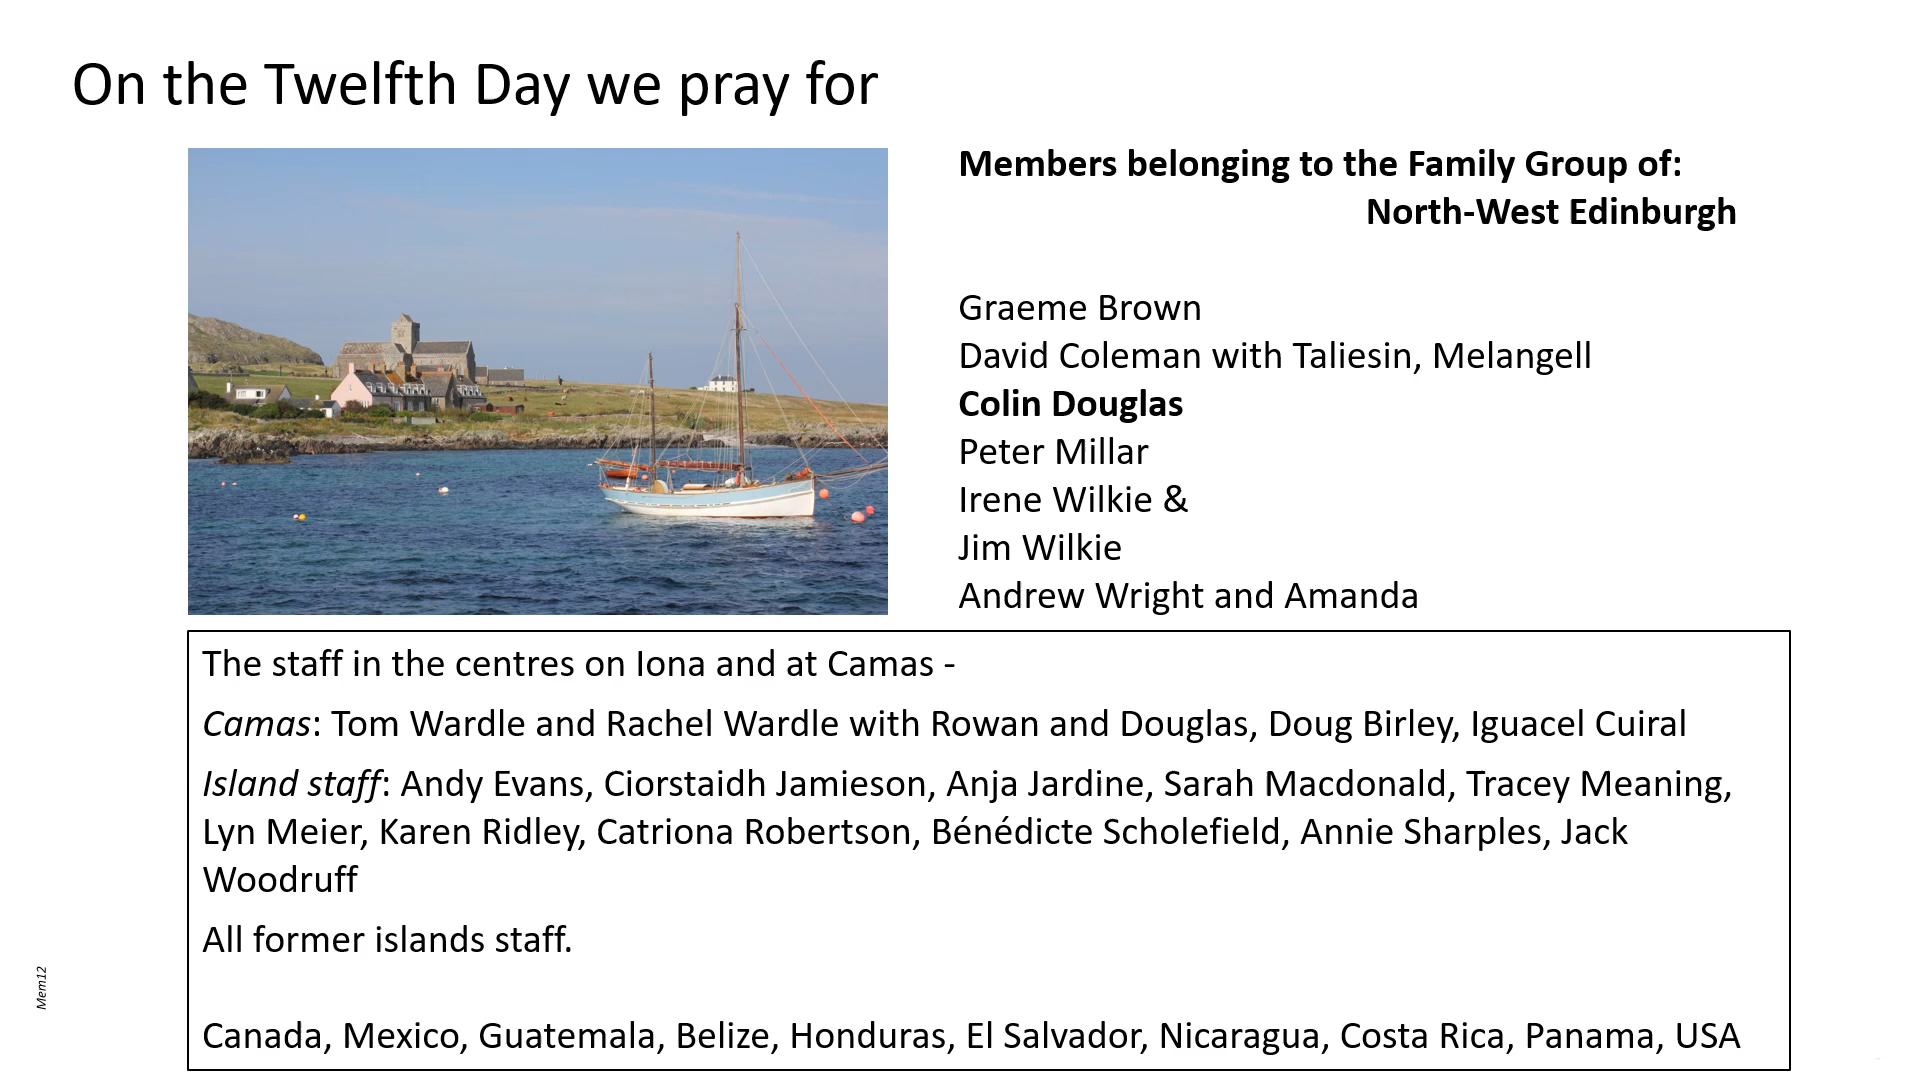 On the Twelfth Day we pray for
Members belonging to the Family Group of:
North-West Edinburgh
Graeme Brown
David Coleman with Taliesin, Melangell
Colin Douglas
Peter Millar
Irene Wilkie &
Jim Wilkie
Andrew Wright and Amanda
The staff in the centres on Iona and at Camas -
Camas: Tom Wardle and Rachel Wardle with Rowan and Douglas, Doug Birley, Iguacel Cuiral
Island staff: Andy Evans, Ciorstaidh Jamieson, Anja Jardine, Sarah Macdonald, Tracey Meaning,
Lyn Meier, Karen Ridley, Catriona Robertson, Bénédicte Scholefield, Annie Sharples, Jack
Woodruff
All former islands staff.
Canada, Mexico, Guatemala, Belize, Honduras, El Salvador, Nicaragua, Costa Rica, Panama, USA
Mem12